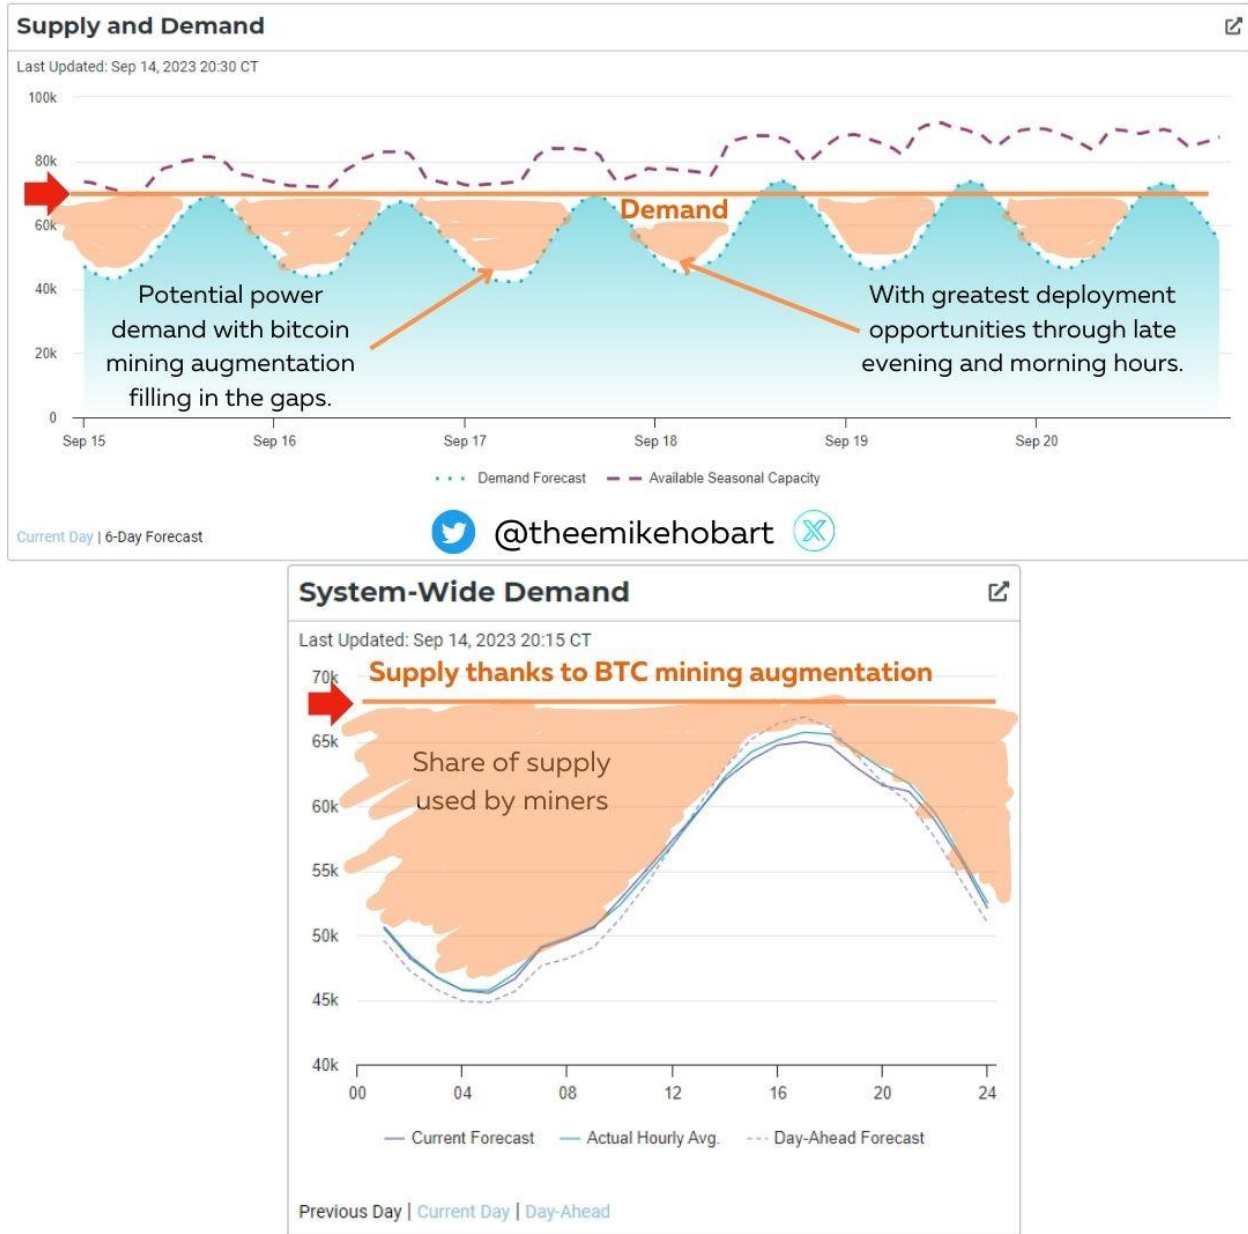 Supply and Demand
Last Updated: Sep 14, 2023 20:30 CT
100k
80k
60k
40k
20k
0
Demand
Potential power
demand with bitcoin
mining augmentation
filling in the gaps.
With greatest deployment
opportunities through late
evening and morning hours.
Sep 15 Sep 16 Sep 17 Sep 18 Sep 19 Sep 20
Demand Forecast Available Seasonal Capacity
Current Day | 6-Day Forecast
@theemikehobart
System-Wide Demand
Last Updated: Sep 14, 2023 20:15 CT
70k
Supply thanks to BTC mining augmentation
65k
Share of supply
used by miners
60k
55k
50k
45k
40k
00 04 08 12 16 20 24
Current Forecast Actual Hourly Avg. Day-Ahead Forecast
Previous Day | Current Day | Day-Ahead